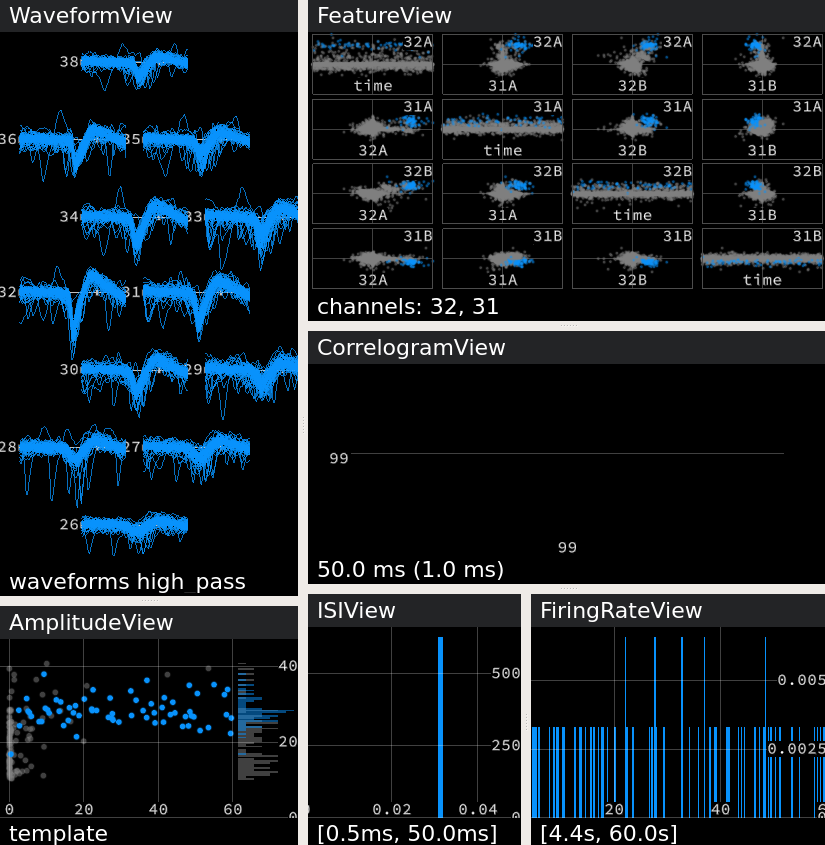 WaveformView
38
36 35
34 33
32 31
30 29
28 27
26
waveforms high_pass
FeatureView
32A 32A 32A 32A
time 31A 32B 31B
31A 31A 31A 31A
32A time 32B 31B
32B 32B 32B 32B
32A 31A time 31B
31B 31B 31B 31B
32A 31A 32B time
channels: 32, 31
CorrelogramView
99
99
50.0 ms (1.0 ms)
AmplitudeView
40
20
0 20 40 60 0
template
ISIView
500
250
0.02 0.04 0
[0.5ms, 50.0ms]
FiringRateView
0.005
0.0025
20 40
[4.4s, 60.0s]